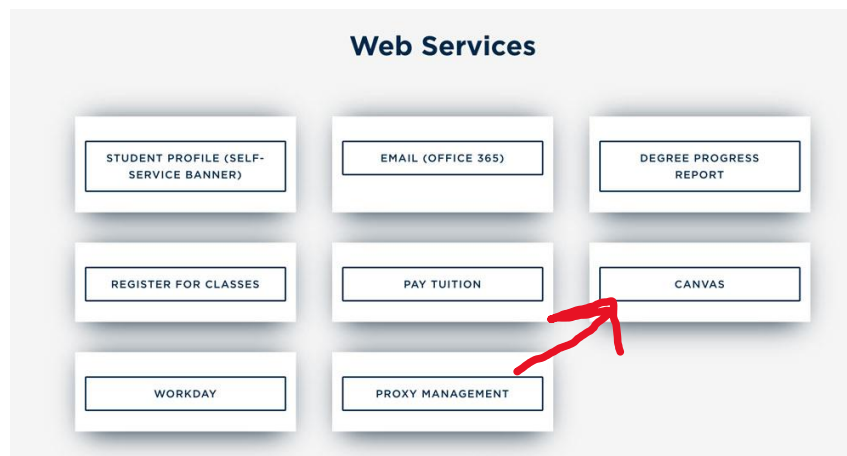 Web Services
STUDENT PROFILE (SELF-
SERVICE BANNER)
EMAIL (OFFICE 365)
DEGREE PROGRESS
REPORT
REGISTER FOR CLASSES
PAY TUITION
CANVAS
WORKDAY
PROXY MANAGEMENT